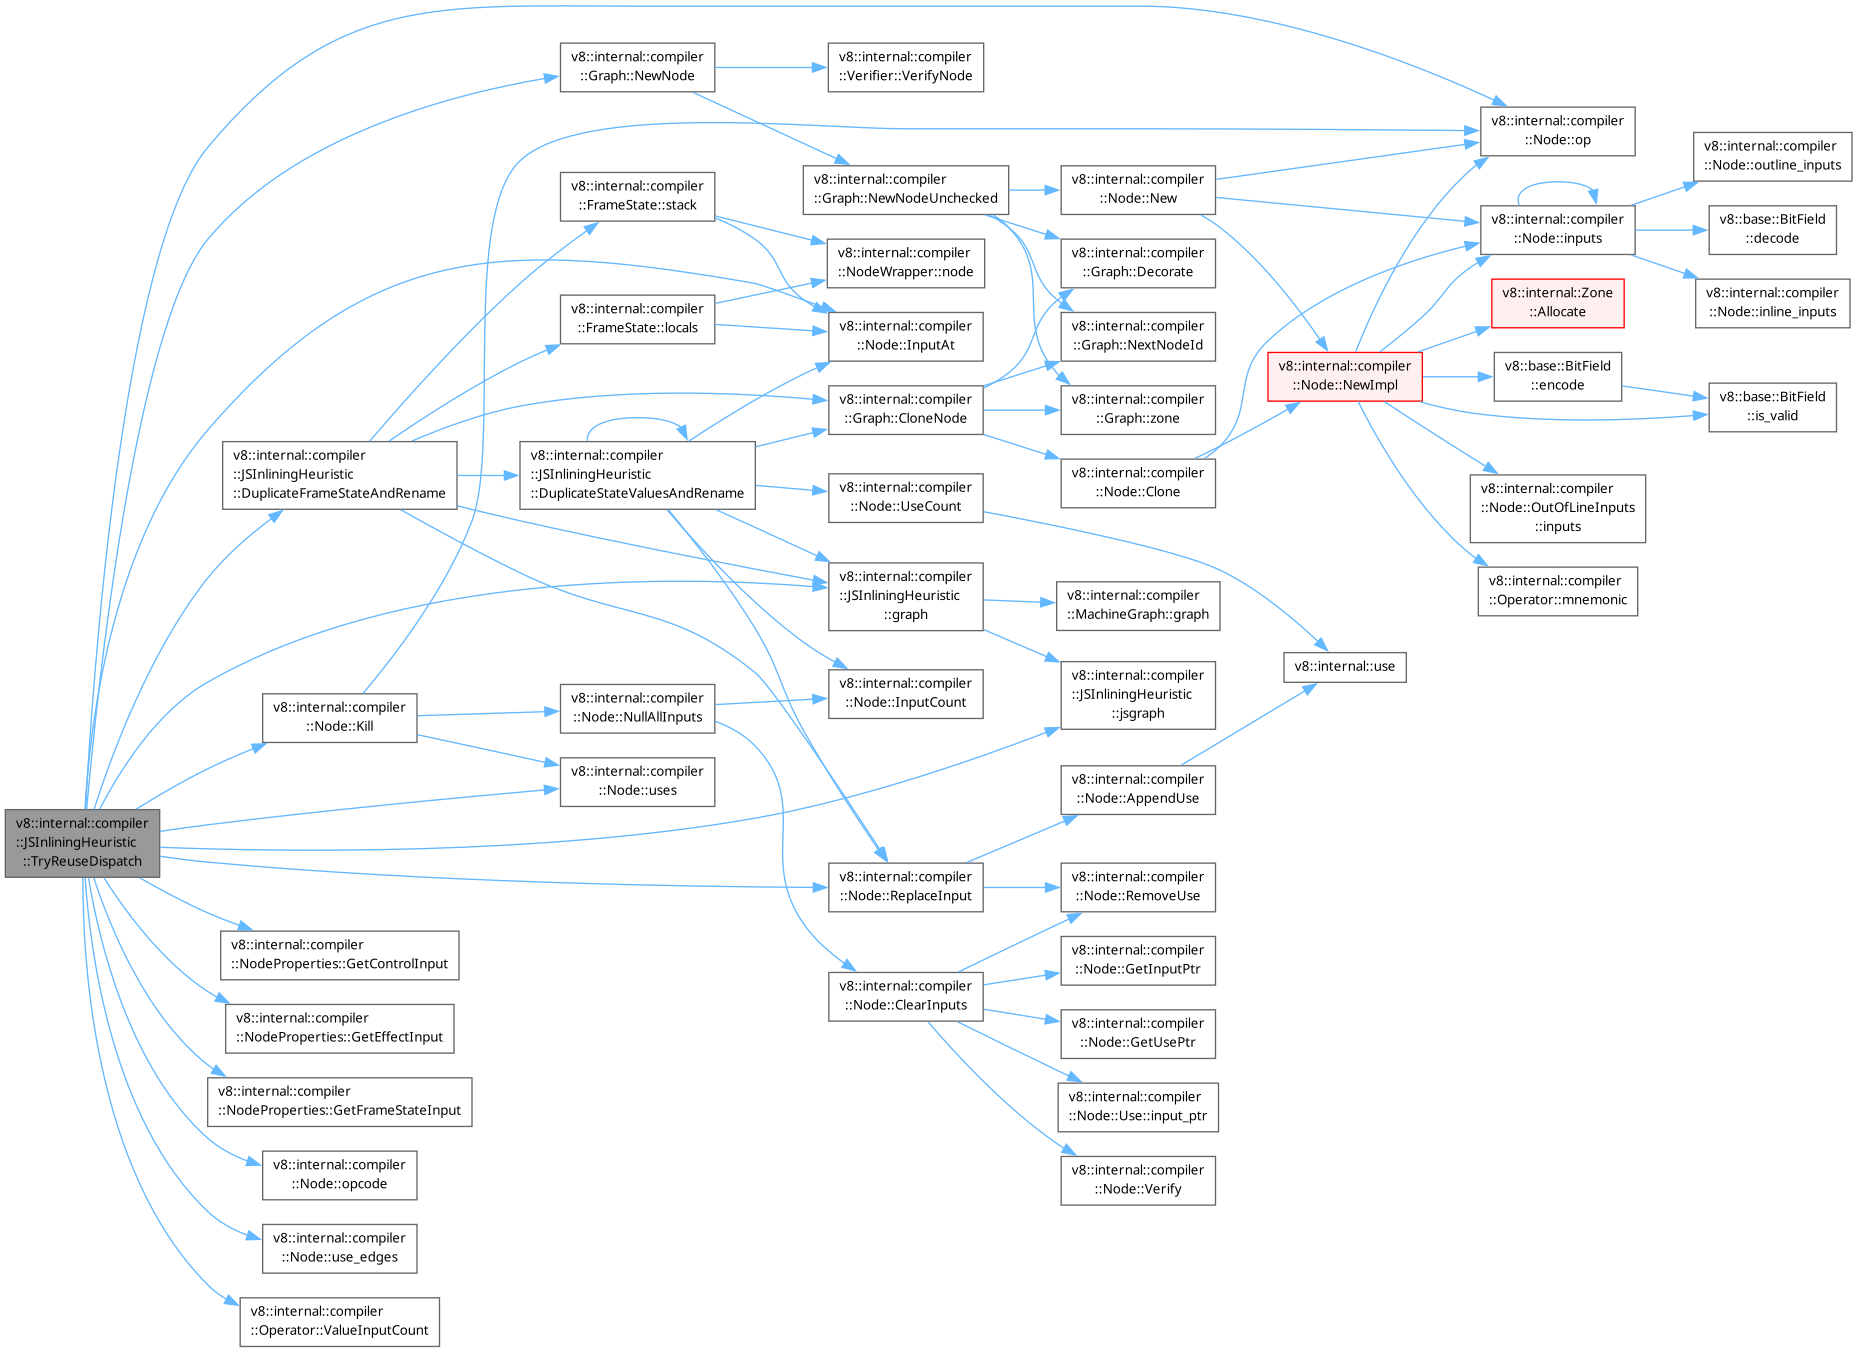 v8::internal::compiler
::JSInliningHeuristic
::TryReuseDispatch
v8::internal::compiler
::JSInliningHeuristic
::DuplicateFrameStateAndRename
v8::internal::compiler
::Node::Kill
v8::internal::compiler
::NodeProperties::GetControlInput
v8::internal::compiler
::NodeProperties::GetEffectInput
v8::internal::compiler
::NodeProperties::GetFrameStateInput
v8::internal::compiler
::Node::opcode
v8::internal::compiler
::Node::use_edges
v8::internal::compiler
::Operator::ValueInputCount
v8::internal::compiler
::Graph::NewNode
v8::internal::compiler
::FrameState::stack
v8::internal::compiler
::FrameState::locals
v8::internal::compiler
::JSInliningHeuristic
::DuplicateStateValuesAndRename
v8::internal::compiler
::Node::NullAllInputs
v8::internal::compiler
::Node::uses
v8::internal::compiler
::Verifier::VerifyNode
v8::internal::compiler
::Graph::NewNodeUnchecked
v8::internal::compiler
::NodeWrapper::node
v8::internal::compiler
::Node::InputAt
v8::internal::compiler
::Graph::CloneNode
v8::internal::compiler
::Node::UseCount
v8::internal::compiler
::JSInliningHeuristic
::graph
v8::internal::compiler
::Node::InputCount
v8::internal::compiler
::Node::ReplaceInput
v8::internal::compiler
::Node::ClearInputs
v8::internal::compiler
::Node::New
v8::internal::compiler
::Graph::Decorate
v8::internal::compiler
::Graph::NextNodeId
v8::internal::compiler
::Graph::zone
v8::internal::compiler
::Node::Clone
v8::internal::compiler
::MachineGraph::graph
v8::internal::compiler
::JSInliningHeuristic
::jsgraph
v8::internal::compiler
::Node::AppendUse
v8::internal::compiler
::Node::RemoveUse
v8::internal::compiler
::Node::GetInputPtr
v8::internal::compiler
::Node::GetUsePtr
v8::internal::compiler
::Node::Use::input_ptr
v8::internal::compiler
::Node::Verify
v8::internal::compiler
::Node::NewImpl
v8::internal::use
v8::internal::compiler
::Node::op
v8::internal::compiler
::Node::inputs
v8::internal::Zone
::Allocate
v8::base::BitField
::encode
v8::internal::compiler
::Node::OutOfLineInputs
::inputs
v8::internal::compiler
::Operator::mnemonic
v8::internal::compiler
::Node::outline_inputs
v8::base::BitField
::decode
v8::internal::compiler
::Node::inline_inputs
v8::base::BitField
::is_valid